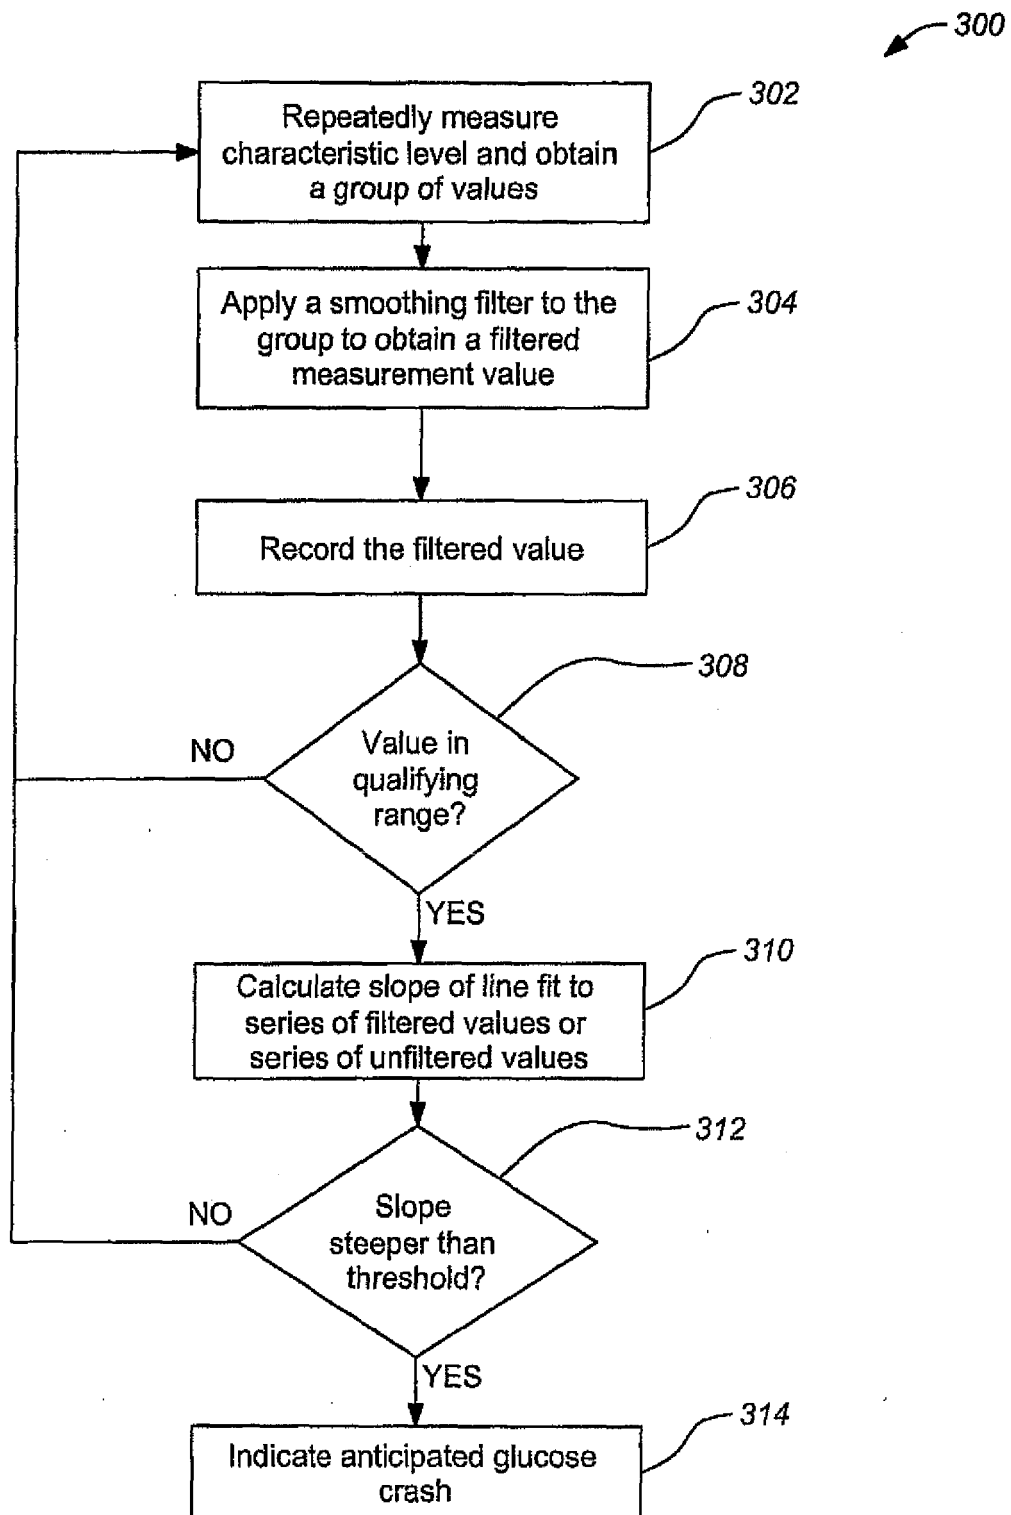 300
302
Repeatedly measure
characteristic level and obtain
a group of values
304
Apply a smoothing filter to the
group to obtain a filtered
measurement value
306
Record the filtered value
308
Value in
qualifying
range?
NO
YES
310
Calculate slope of line fit to
series of filtered values or
series of unfiltered values
312
Slope
steeper than
threshold?
NO
YES
314
Indicate anticipated glucose
crash